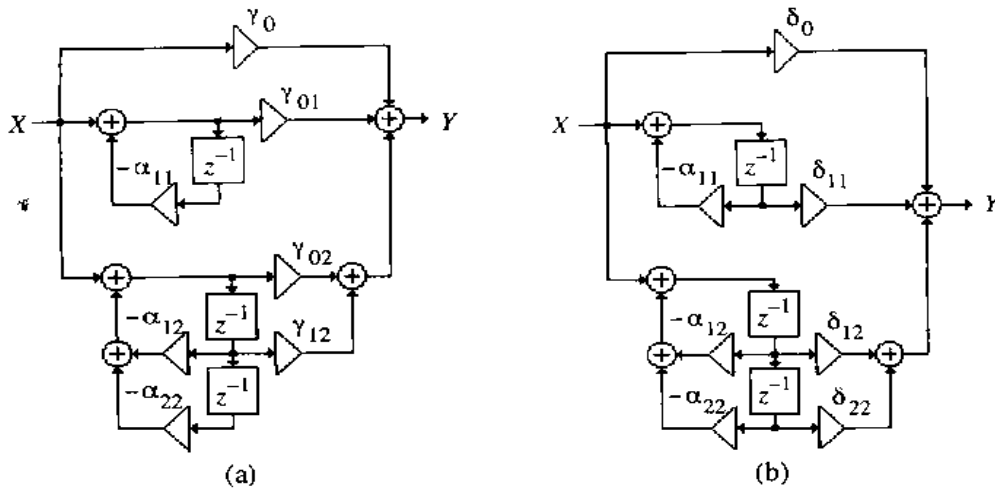 γ₀
γ₀₁
X
Y
-α₁₁
z⁻¹
γ₀₂
-α₁₂
z⁻¹
γ₁₂
-α₂₂
z⁻¹
(a)
δ₀
X
-α₁₁
z⁻¹
δ₁₁
Y
-α₁₂
z⁻¹
δ₁₂
-α₂₂
z⁻¹
δ₂₂
(b)